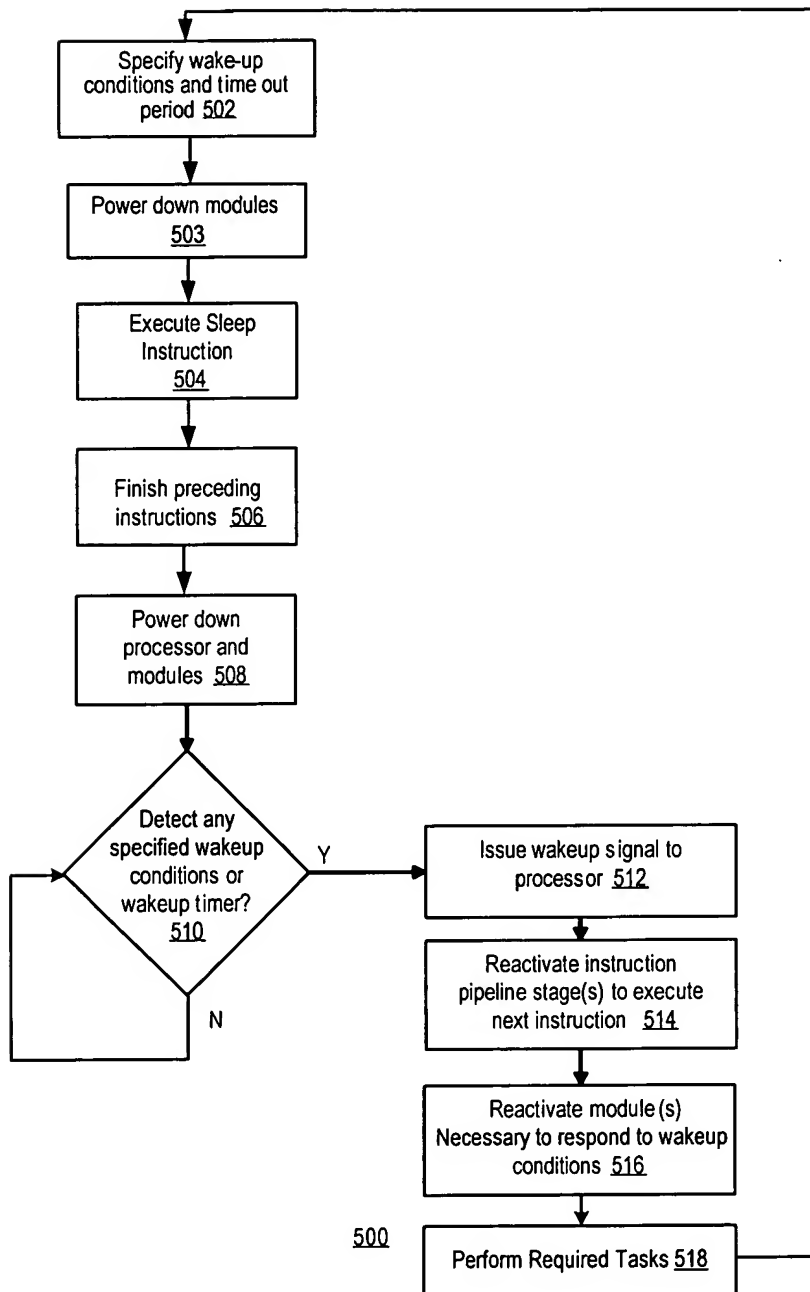 Specify wake-up
conditions and time out
period 502
Power down modules
503
Execute Sleep
Instruction
504
Finish preceding
instructions 506
Power down
processor and
modules 508
Detect any
specified wakeup
conditions or
wakeup timer?
510
Y
N
Issue wakeup signal to
processor 512
Reactivate instruction
pipeline stage(s) to execute
next instruction 514
Reactivate module(s)
Necessary to respond to wakeup
conditions 516
500
Perform Required Tasks 518